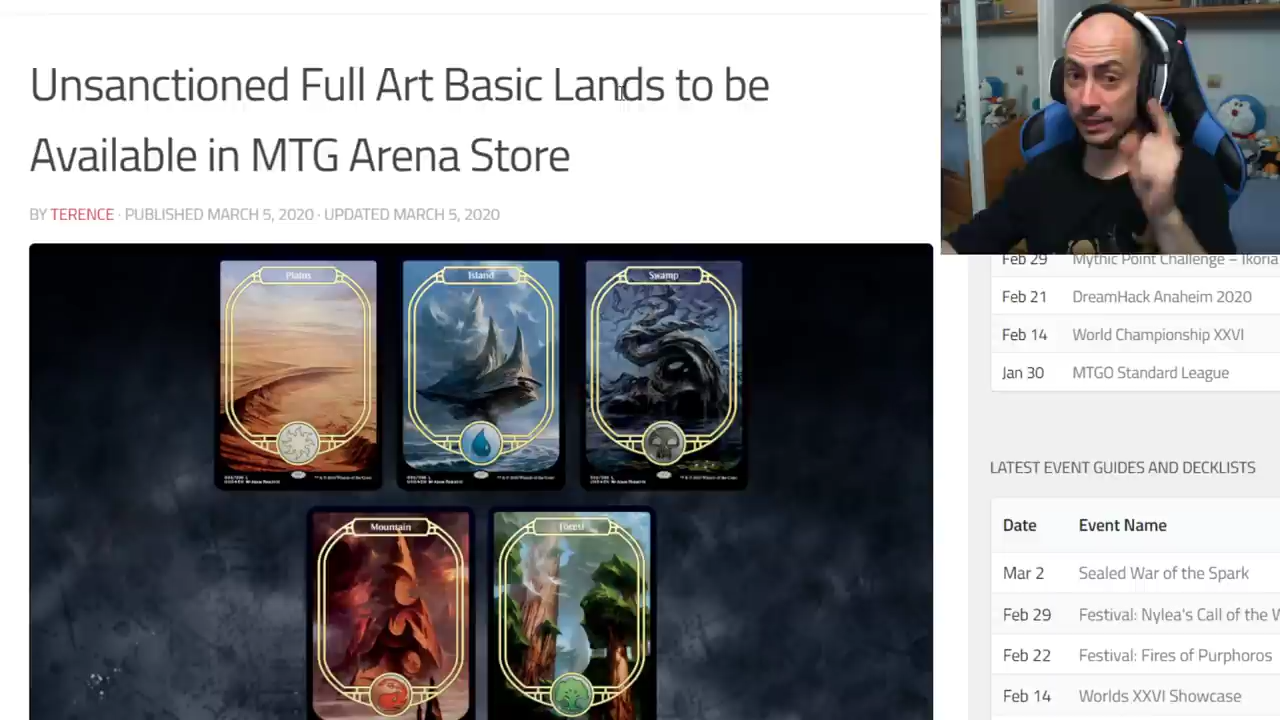 Unsanctioned Full Art Basic Lands to be
Available in MTG Arena Store
BY TERENCE · PUBLISHED MARCH 5, 2020 · UPDATED MARCH 5, 2020
Plains
Island
Swamp
Mountain
Forest
Feb 29 Mythic Point Challenge – Ikoria
Feb 21 DreamHack Anaheim 2020
Feb 14 World Championship XXVI
Jan 30 MTGO Standard League
LATEST EVENT GUIDES AND DECKLISTS
Date Event Name
Mar 2 Sealed War of the Spark
Feb 29 Festival: Nylea's Call of the W
Feb 22 Festival: Fires of Purphoros
Feb 14 Worlds XXVI Showcase